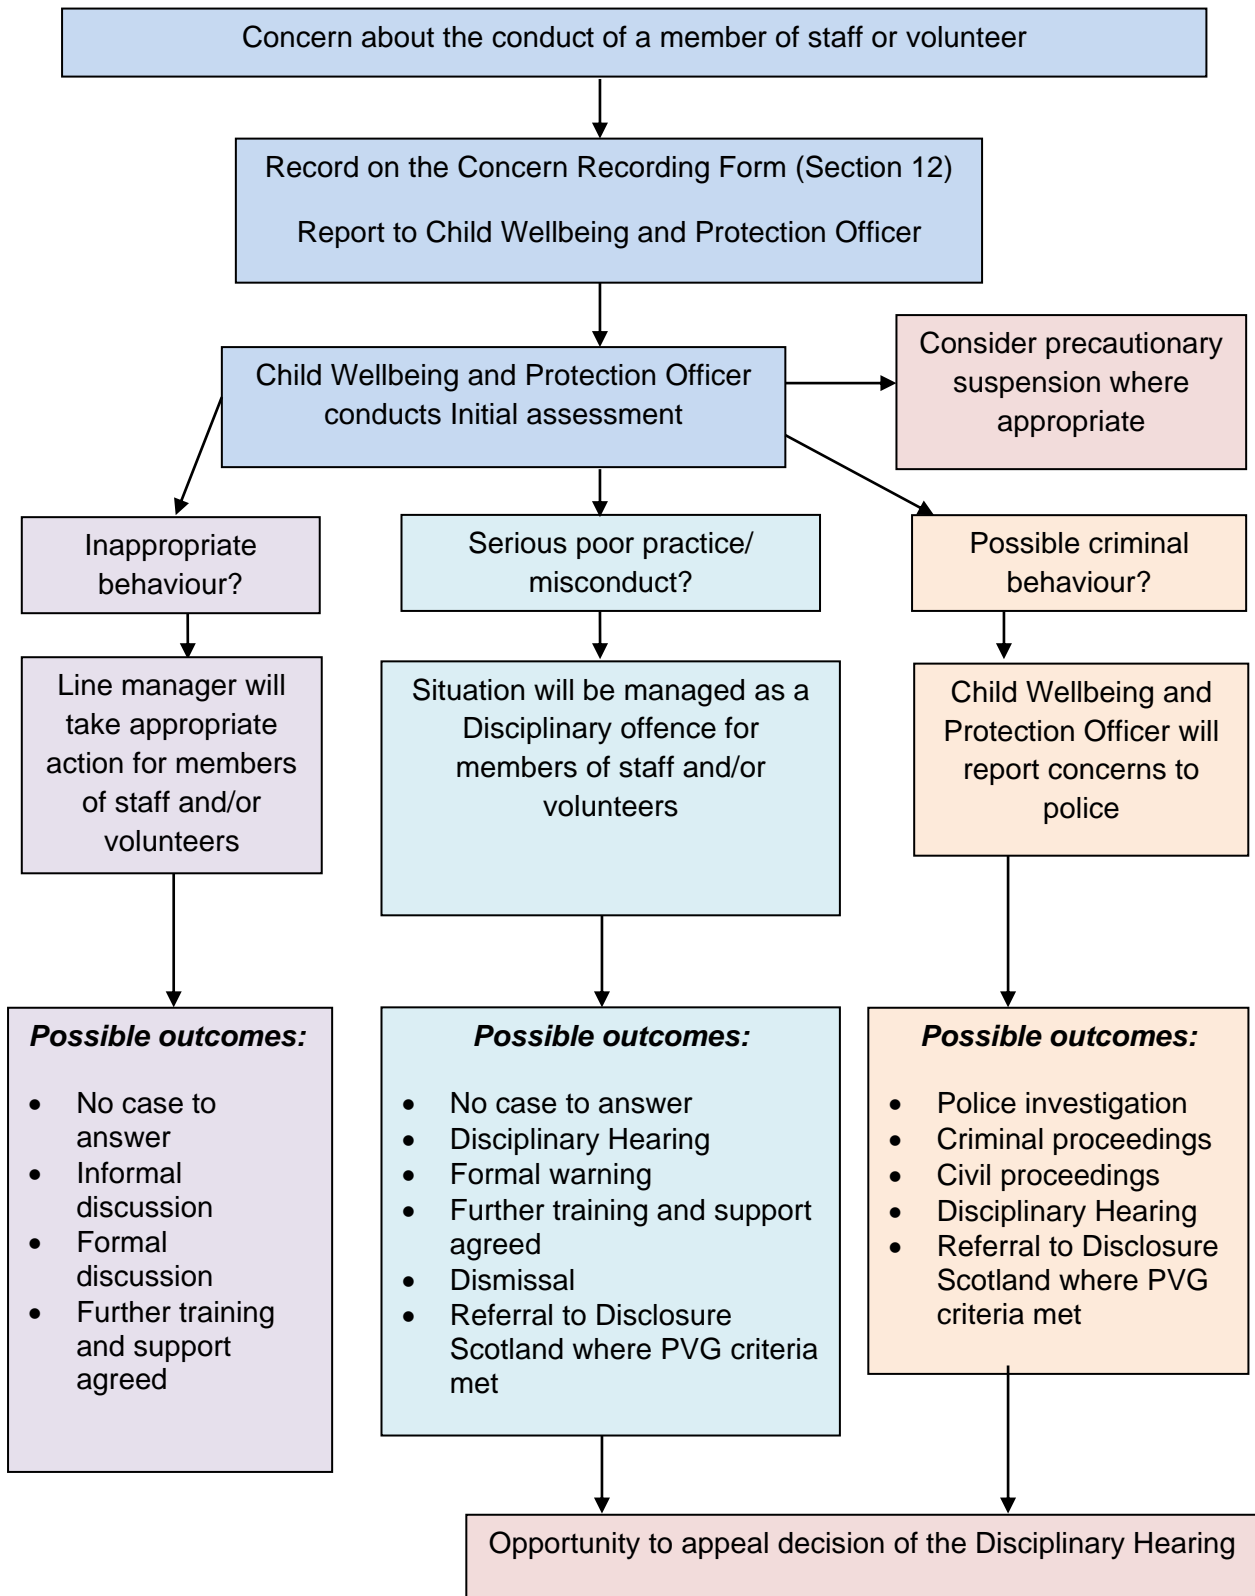 Concern about the conduct of a member of staff or volunteer
Record on the Concern Recording Form (Section 12)
Report to Child Wellbeing and Protection Officer
Child Wellbeing and Protection Officer
conducts Initial assessment
Consider precautionary
suspension where
appropriate
Inappropriate
behaviour?
Serious poor practice/
misconduct?
Possible criminal
behaviour?
Line manager will
take appropriate
action for members
of staff and/or
volunteers
Situation will be managed as a
Disciplinary offence for
members of staff and/or
volunteers
Child Wellbeing and
Protection Officer will
report concerns to
police
Possible outcomes:
• No case to
answer
• Informal
discussion
• Formal
discussion
• Further training
and support
agreed
Possible outcomes:
• No case to answer
• Disciplinary Hearing
• Formal warning
• Further training and support
agreed
• Dismissal
• Referral to Disclosure
Scotland where PVG criteria
met
Possible outcomes:
• Police investigation
• Criminal proceedings
• Civil proceedings
• Disciplinary Hearing
• Referral to Disclosure
Scotland where PVG
criteria met
Opportunity to appeal decision of the Disciplinary Hearing